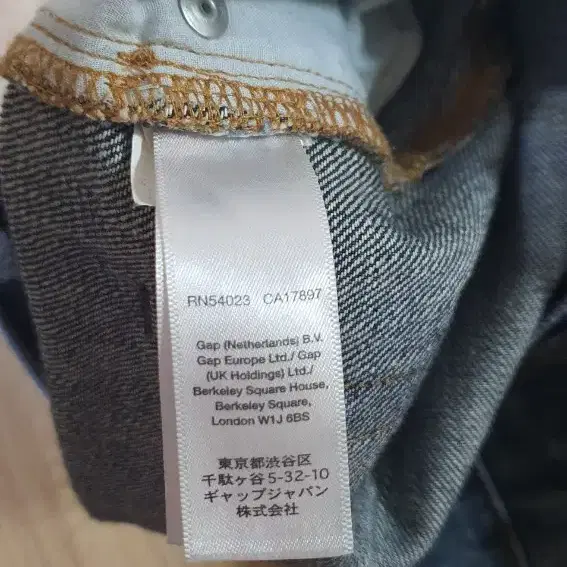 RN54023 CA17897
Gap (Netherlands) B.V.
Gap Europe Ltd./ Gap
(UK Holdings) Ltd./
Berkeley Square House,
Berkeley Square,
London W1J 6BS
東京都渋谷区
千駄ヶ谷5-32-10
ギャップジャパン
株式会社